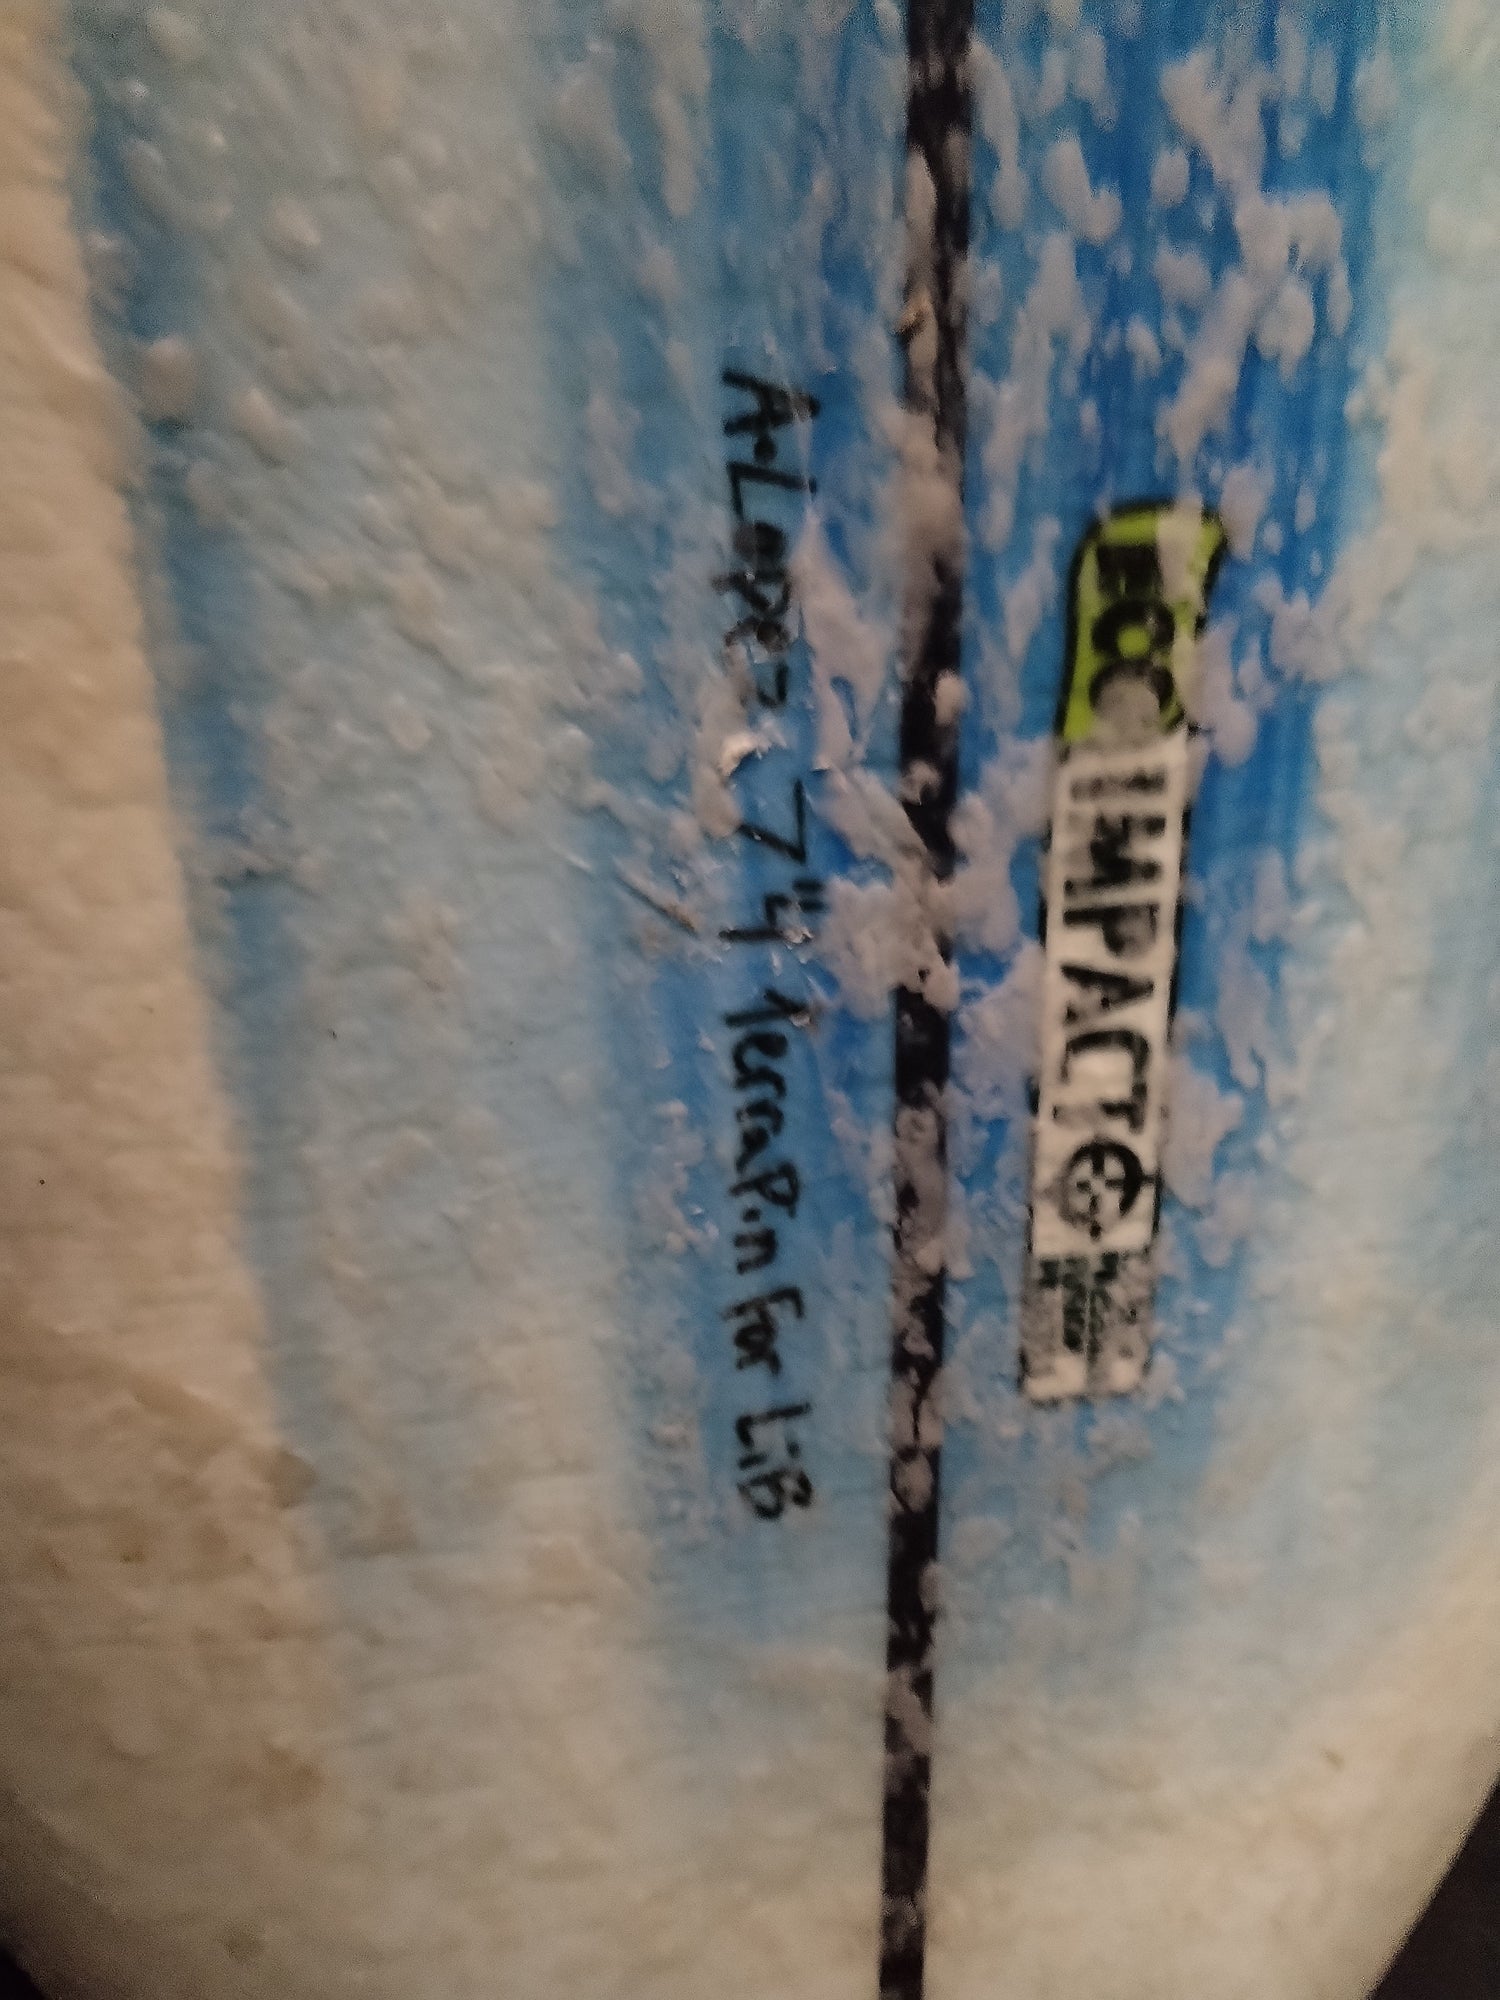 A. Lopez 7'4 TerraPin For LiB
ECO IMPACTO